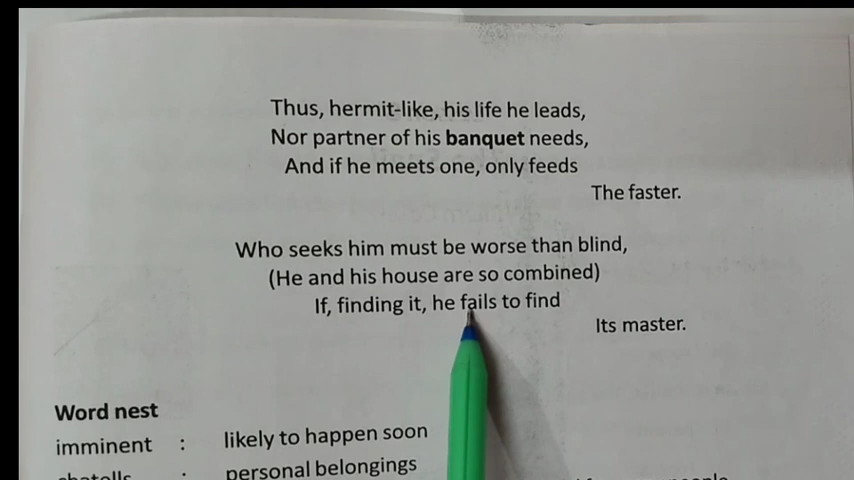 Thus, hermit-like, his life he leads,
Nor partner of his banquet needs,
And if he meets one, only feeds
The faster.
Who seeks him must be worse than blind,
(He and his house are so combined)
If, finding it, he fails to find
Its master.
Word nest
imminent : likely to happen soon
: personal belongings
people